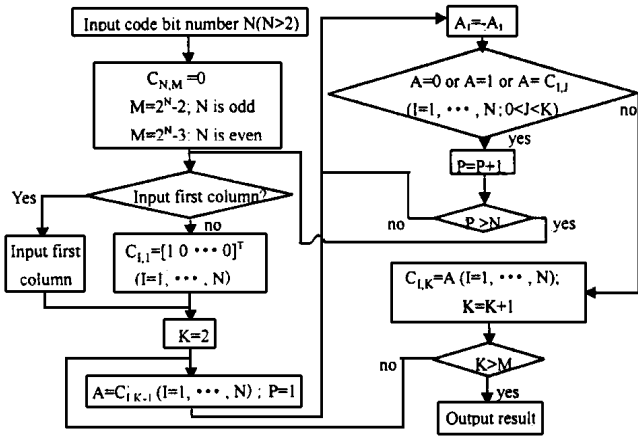 Input code bit number N(N>2)
C_{N,M} =0
M=2^N-2; N is odd
M=2^N-3; N is even
Yes
Input first column?
no
Input first
column
C_{I,1}=[1 0 ··· 0]^T
(I=1, ···, N)
K=2
A=C_{I,K-1} (I=1, ···, N) ; P=1
A_I=-A_I
A=0 or A=1 or A= C_{I,J}
(I=1, ···, N; 0<J<K)
no
yes
P=P+1
no
P>N
yes
C_{I,K}=A (I=1, ···, N);
K=K+1
no
K>M
yes
Output result